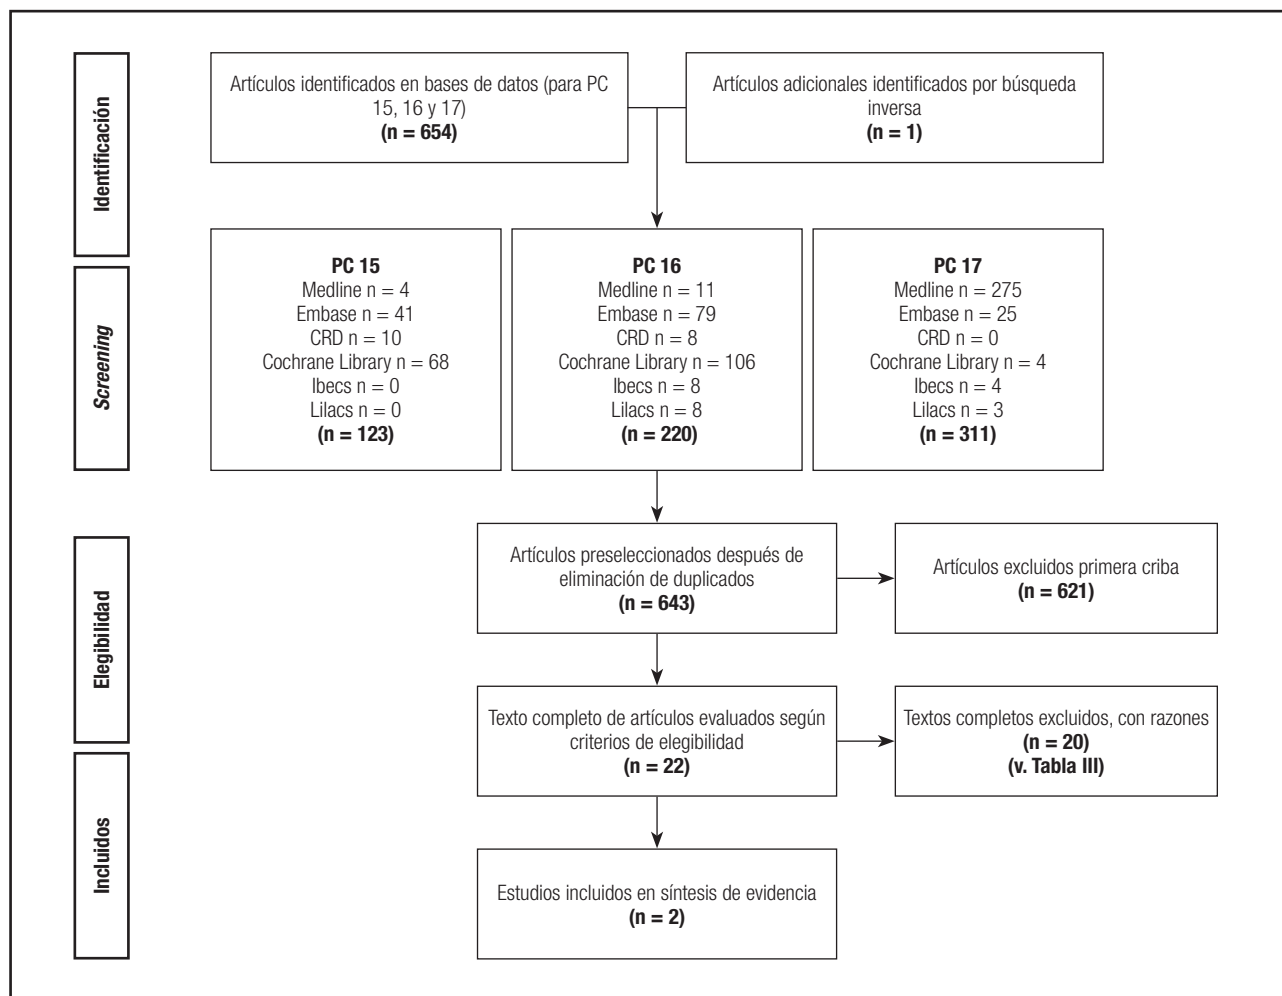 Identificación
Artículos identificados en bases de datos (para PC
15, 16 y 17)
(n = 654)
Artículos adicionales identificados por búsqueda
inversa
(n = 1)
Screening
PC 15
Medline n = 4
Embase n = 41
CRD n = 10
Cochrane Library n = 68
Ibecs n = 0
Lilacs n = 0
(n = 123)
PC 16
Medline n = 11
Embase n = 79
CRD n = 8
Cochrane Library n = 106
Ibecs n = 8
Lilacs n = 8
(n = 220)
PC 17
Medline n = 275
Embase n = 25
CRD n = 0
Cochrane Library n = 4
Ibecs n = 4
Lilacs n = 3
(n = 311)
Elegibilidad
Artículos preseleccionados después de
eliminación de duplicados
(n = 643)
Artículos excluidos primera criba
(n = 621)
Texto completo de artículos evaluados según
criterios de elegibilidad
(n = 22)
Textos completos excluidos, con razones
(n = 20)
(v. Tabla III)
Incluidos
Estudios incluidos en síntesis de evidencia
(n = 2)